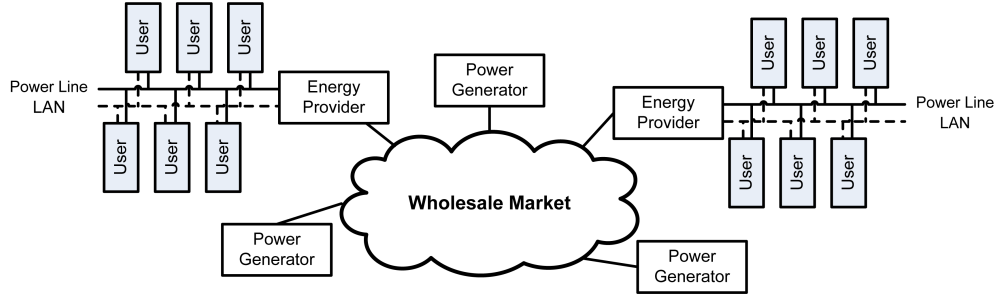 User
User
User
Power Line
LAN
Energy
Provider
User
User
User
Power
Generator
User
User
User
Energy
Provider
Power Line
LAN
User
User
User
Wholesale Market
Power
Generator
Power
Generator